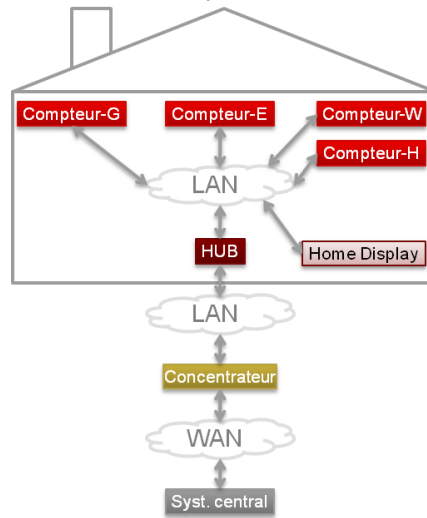 Compteur-G
Compteur-E
Compteur-W
Compteur-H
LAN
HUB
Home Display
LAN
Concentrateur
WAN
Syst. central